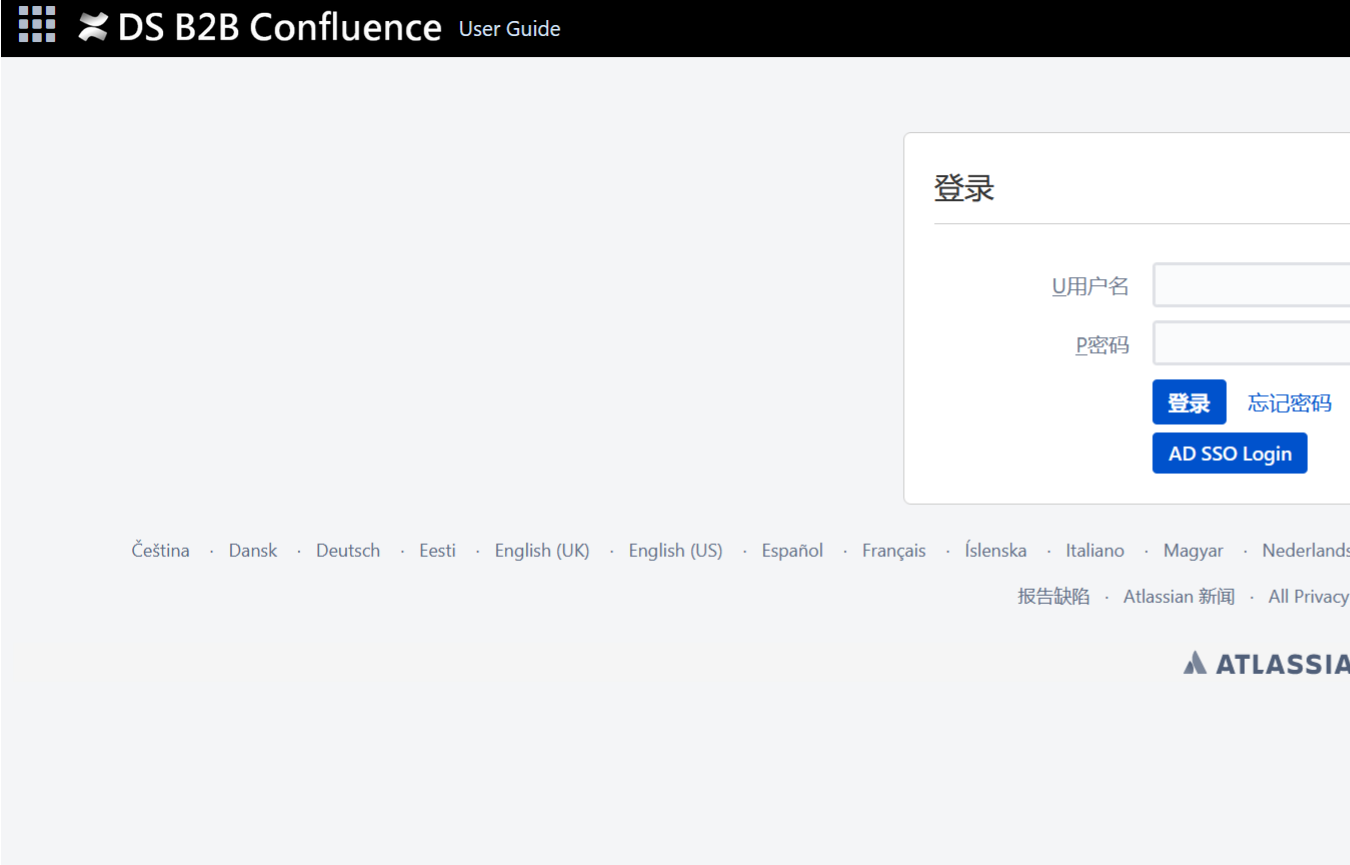 DS B2B Confluence User Guide
登录
U用户名
P密码
登录 忘记密码
AD SSO Login
Čeština · Dansk · Deutsch · Eesti · English (UK) · English (US) · Español · Français · Íslenska · Italiano · Magyar · Nederlands
报告缺陷 · Atlassian 新闻 · All Privacy
ATLASSIA